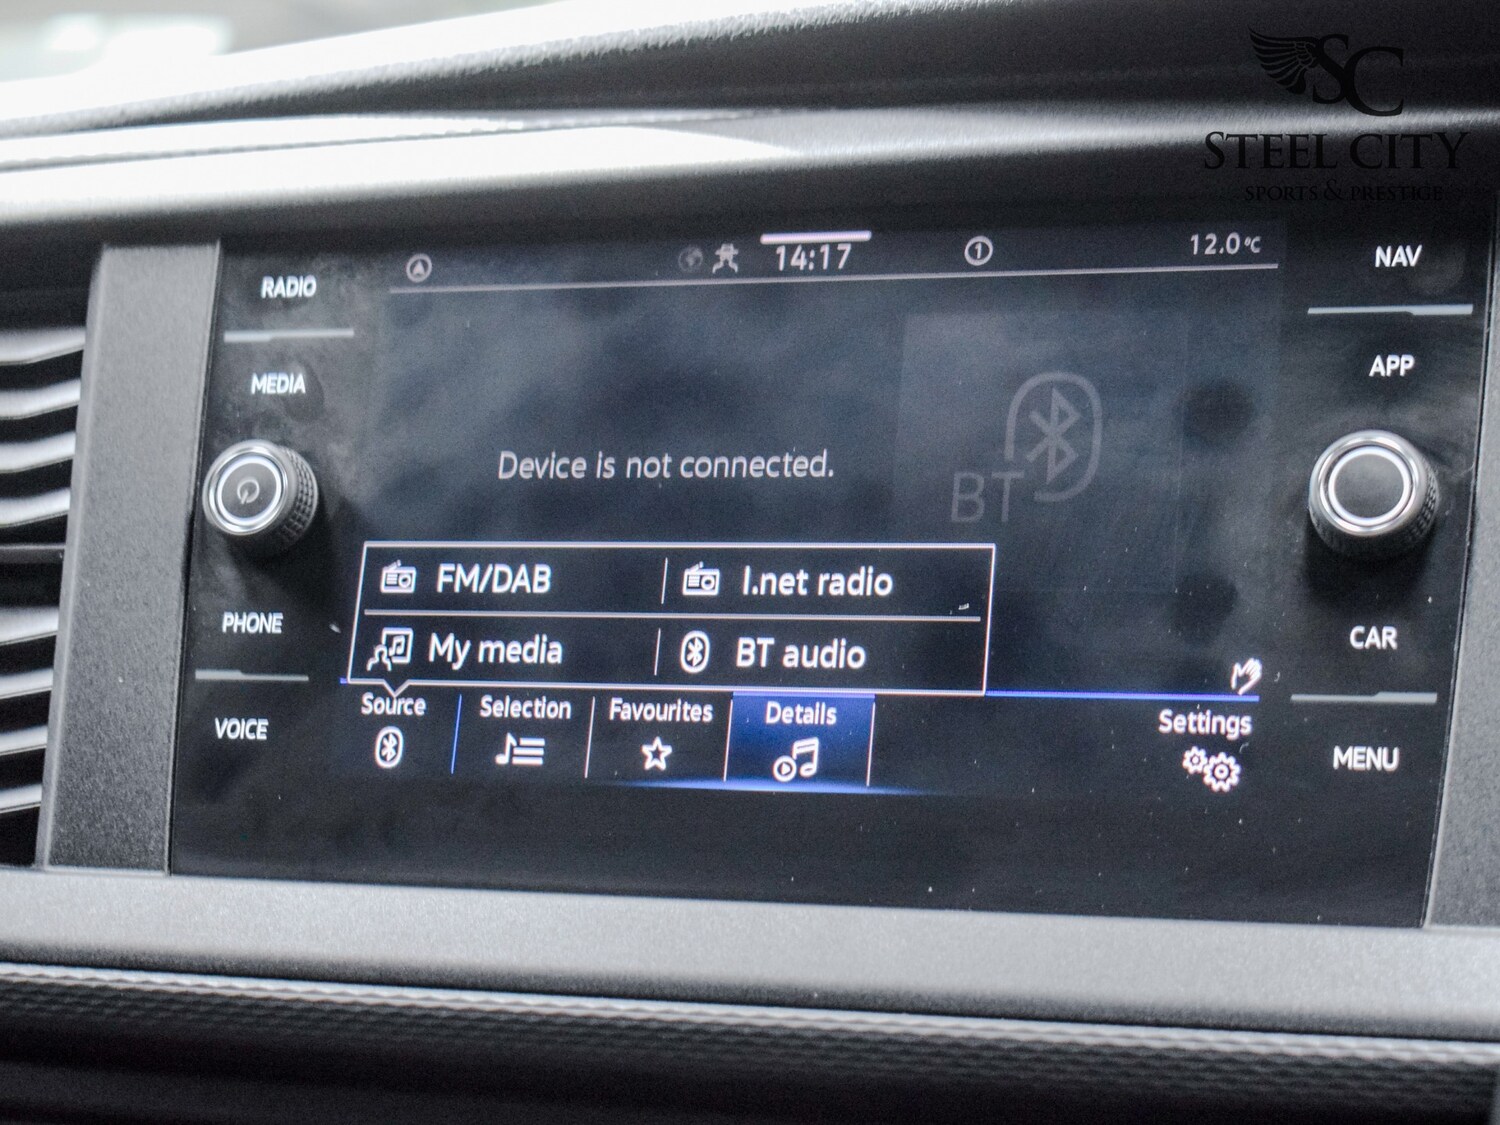 SC
STEEL CITY
SPORTS & PRESTIGE
14:17
1
12.0°C
RADIO
MEDIA
PHONE
VOICE
NAV
APP
CAR
MENU
Device is not connected.
BT
FM/DAB
I.net radio
My media
BT audio
Source
Selection
Favourites
Details
Settings